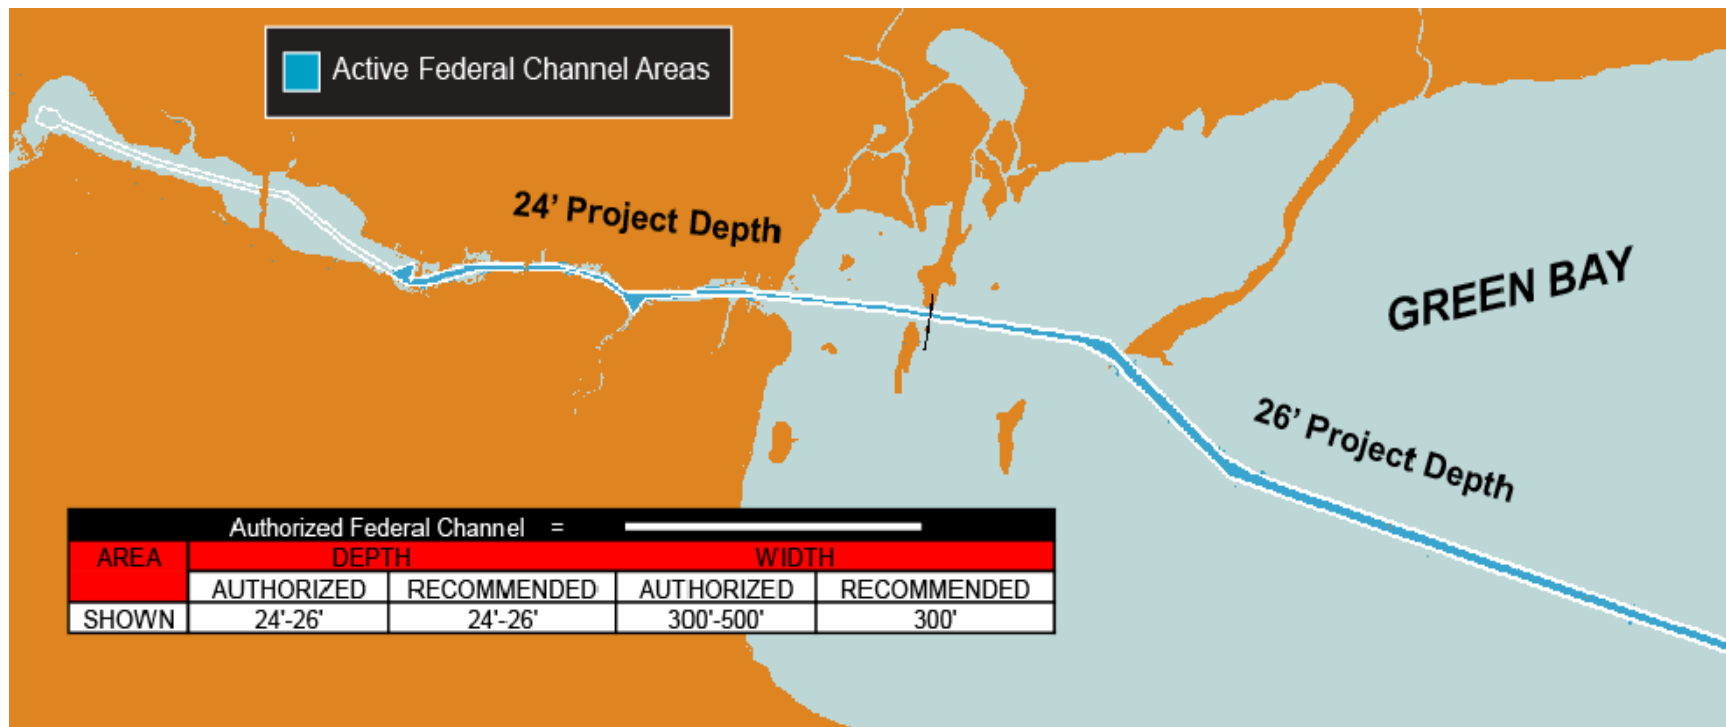 Active Federal Channel Areas
24’ Project Depth
GREEN BAY
26’ Project Depth
Authorized Federal Channel =
AREA DEPTH WIDTH
AUTHORIZED RECOMMENDED AUTHORIZED RECOMMENDED
SHOWN 24'-26' 24'-26' 300'-500' 300'